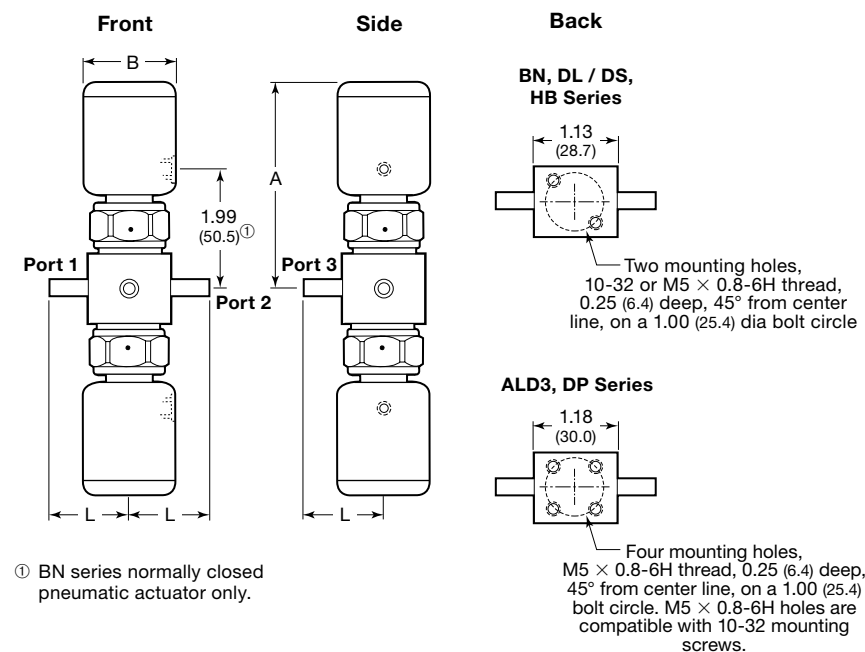 Front
Side
Back
B
A
1.99
(50.5)①
Port 1
Port 2
Port 3
L
L
L
① BN series normally closed
pneumatic actuator only.
BN, DL / DS,
HB Series
1.13
(28.7)
Two mounting holes,
10-32 or M5 × 0.8-6H thread,
0.25 (6.4) deep, 45° from center
line, on a 1.00 (25.4) dia bolt circle
ALD3, DP Series
1.18
(30.0)
Four mounting holes,
M5 × 0.8-6H thread, 0.25 (6.4) deep,
45° from center line, on a 1.00 (25.4)
bolt circle. M5 × 0.8-6H holes are
compatible with 10-32 mounting
screws.